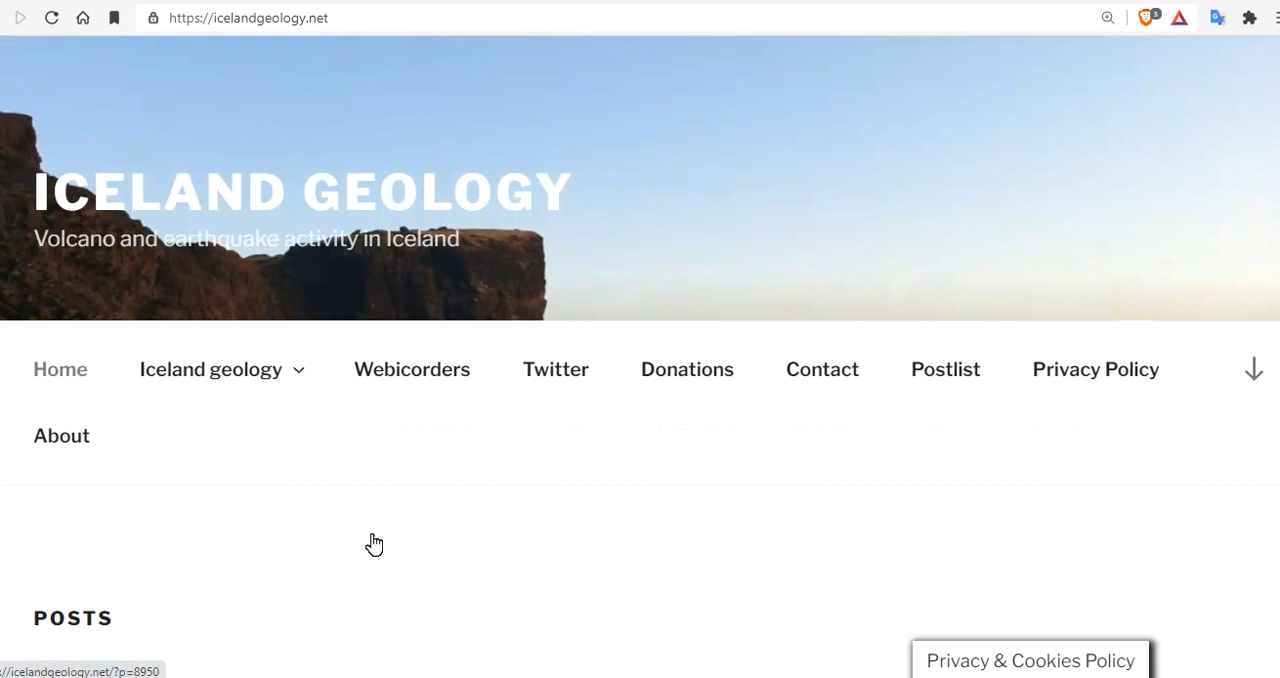 https://icelandgeology.net
5
ICELAND GEOLOGY
Volcano and earthquake activity in Iceland
Home Iceland geology Webicorders Twitter Donations Contact Postlist Privacy Policy
About
POSTS
Privacy & Cookies Policy
://icelandgeology.net/?p=8950